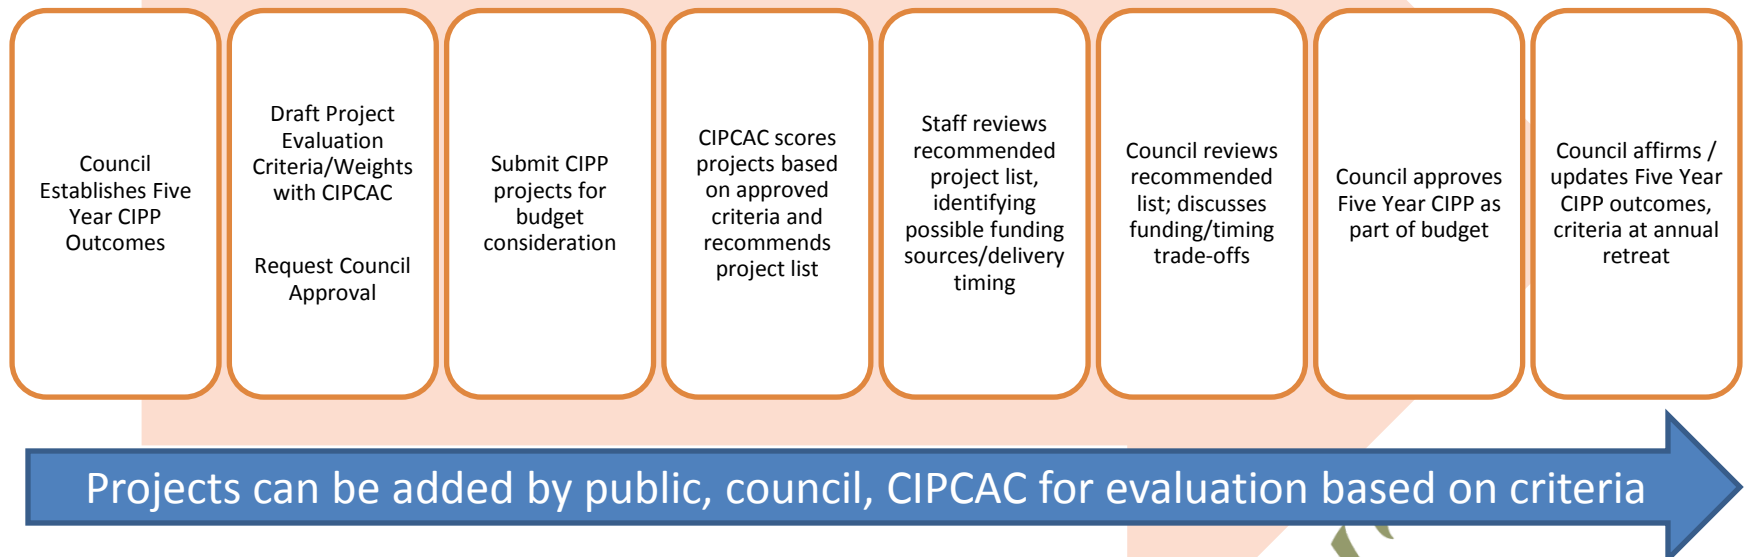 Council
Establishes Five
Year CIPP
Outcomes
Draft Project
Evaluation
Criteria/Weights
with CIPCAC
Request Council
Approval
Submit CIPP
projects for
budget
consideration
CIPCAC scores
projects based
on approved
criteria and
recommends
project list
Staff reviews
recommended
project list,
identifying
possible funding
sources/delivery
timing
Council reviews
recommended
list; discusses
funding/timing
trade-offs
Council approves
Five Year CIPP as
part of budget
Council affirms /
updates Five Year
CIPP outcomes,
criteria at annual
retreat
Projects can be added by public, council, CIPCAC for evaluation based on criteria